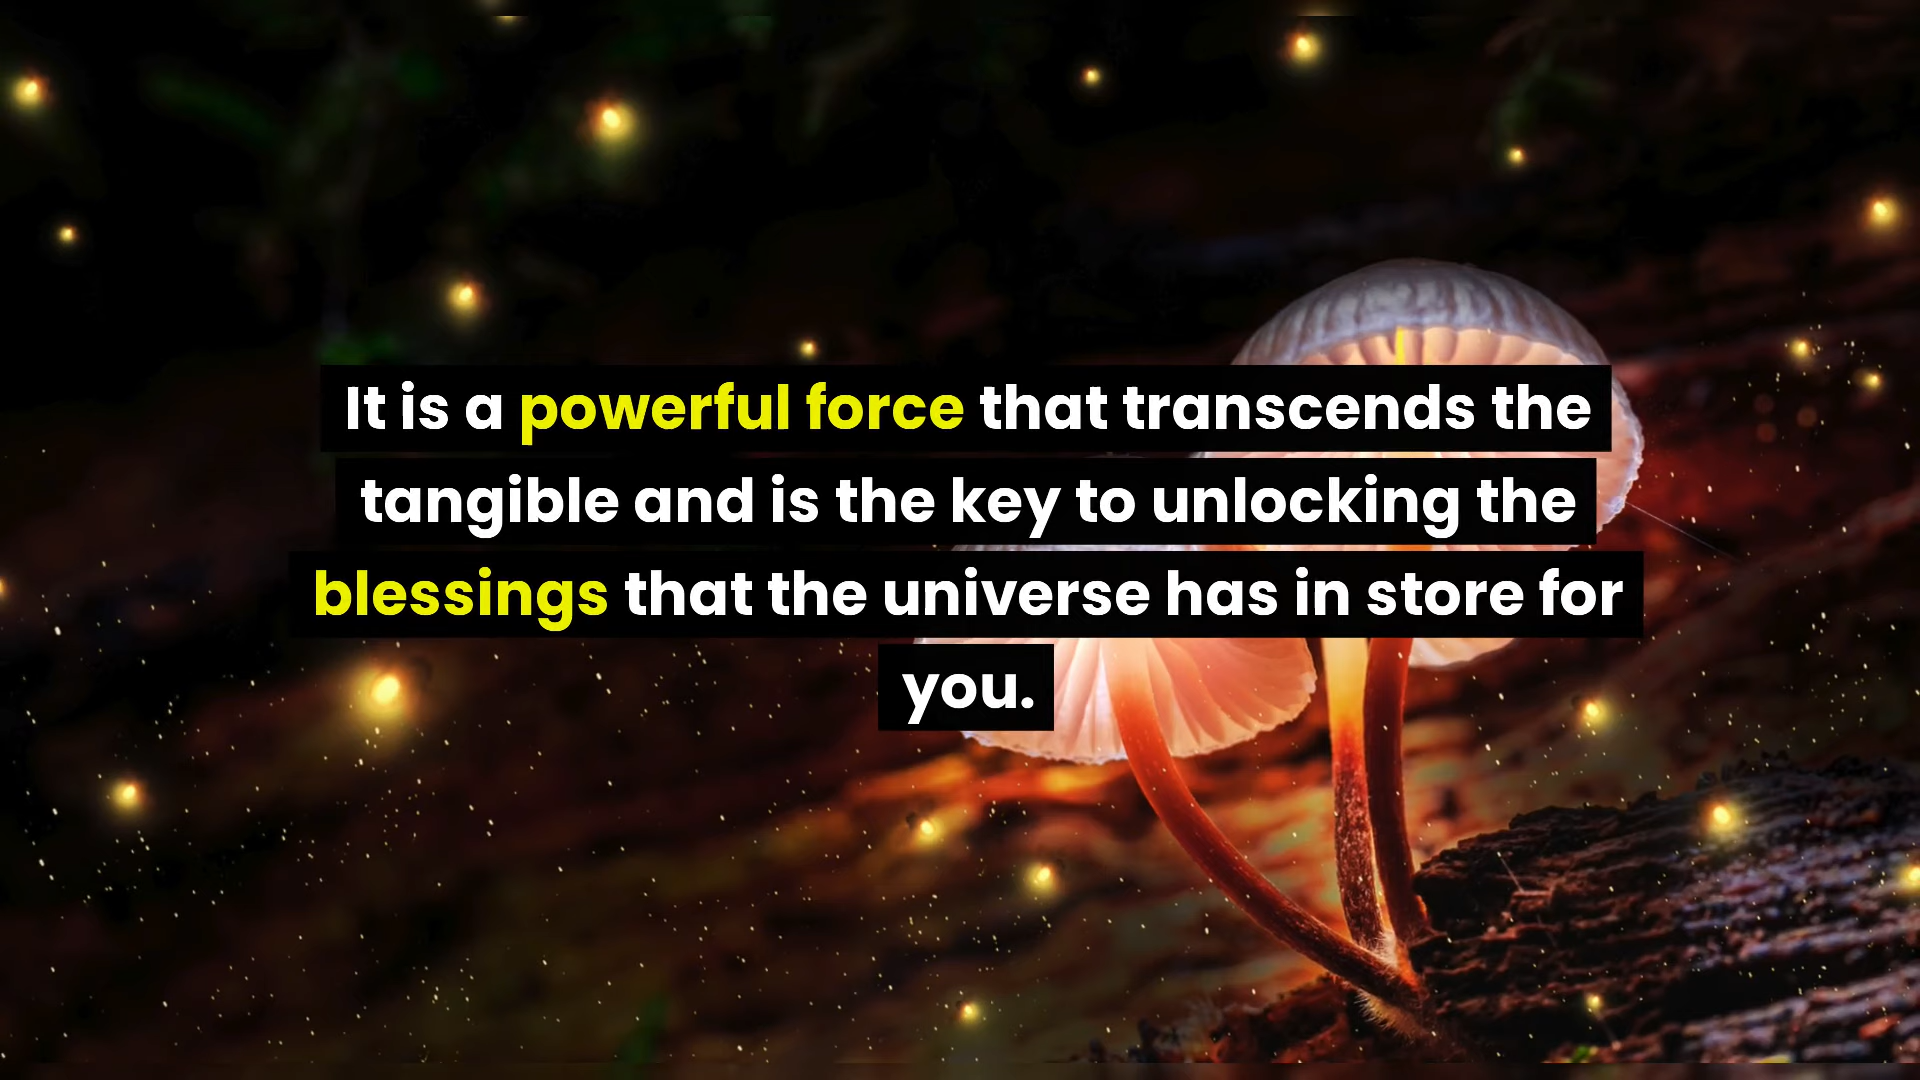 It is a powerful force that transcends the
tangible and is the key to unlocking the
blessings that the universe has in store for
you.